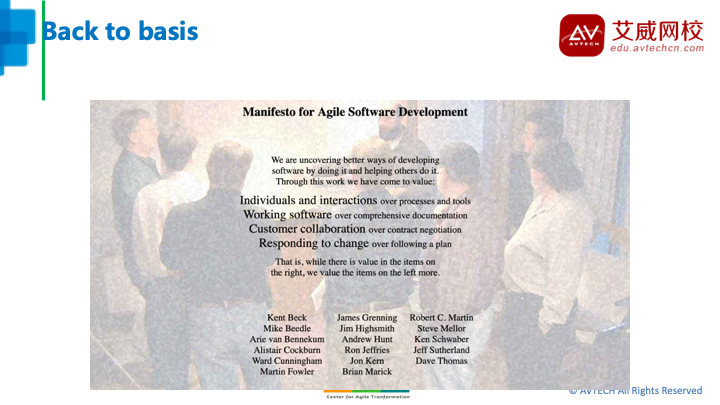 Back to basis
AV
AVTECH
艾威网校
edu.avtechcn.com
Manifesto for Agile Software Development
We are uncovering better ways of developing
software by doing it and helping others do it.
Through this work we have come to value:
Individuals and interactions over processes and tools
Working software over comprehensive documentation
Customer collaboration over contract negotiation
Responding to change over following a plan
That is, while there is value in the items on
the right, we value the items on the left more.
Kent Beck
Mike Beedle
Arie van Bennekum
Alistair Cockburn
Ward Cunningham
Martin Fowler
James Grenning
Jim Highsmith
Andrew Hunt
Ron Jeffries
Jon Kern
Brian Marick
Robert C. Martin
Steve Mellor
Ken Schwaber
Jeff Sutherland
Dave Thomas
Center for Agile Tranformation
© AVTECH All Rights Reserved